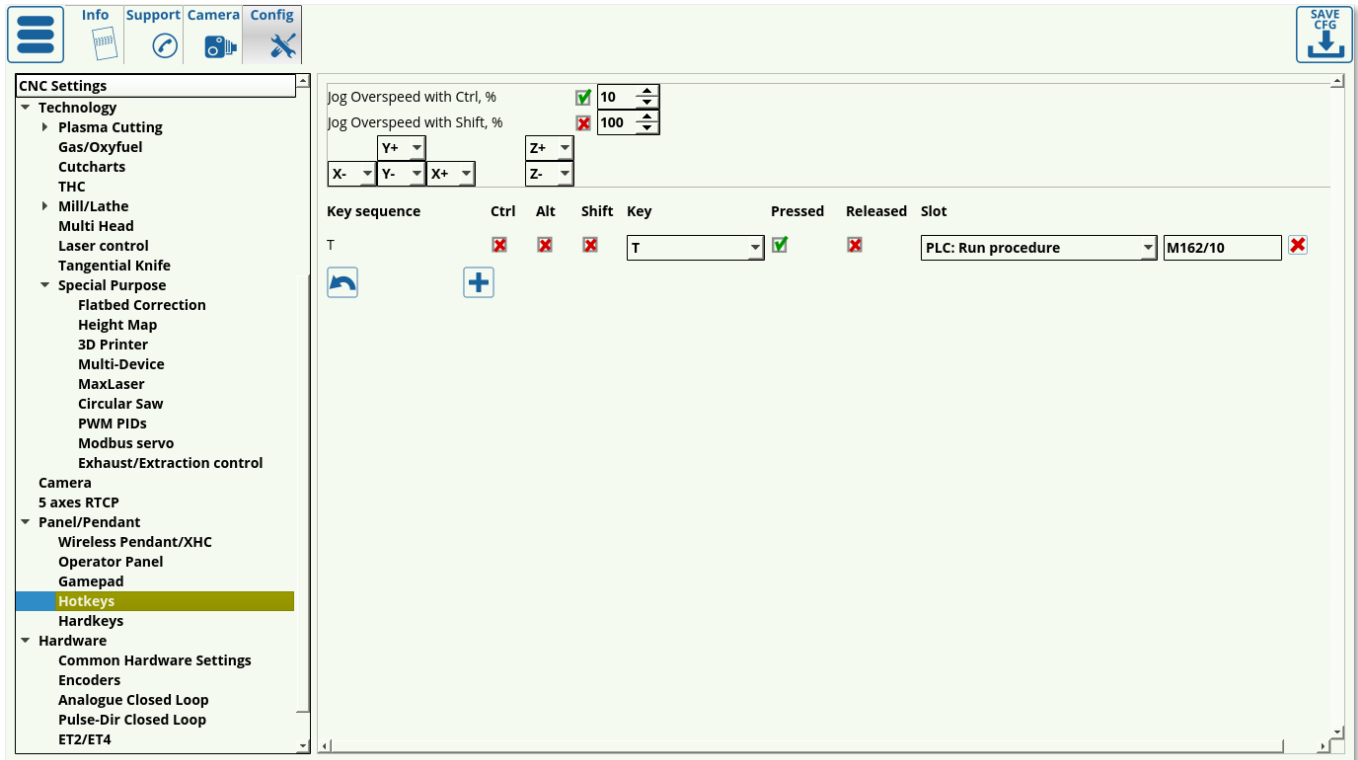 Info Support Camera Config
SAVE
CFG
CNC Settings
Technology
Plasma Cutting
Gas/Oxyfuel
Cutcharts
THC
Mill/Lathe
Multi Head
Laser control
Tangential Knife
Special Purpose
Flatbed Correction
Height Map
3D Printer
Multi-Device
MaxLaser
Circular Saw
PWM PIDs
Modbus servo
Exhaust/Extraction control
Camera
5 axes RTCP
Panel/Pendant
Wireless Pendant/XHC
Operator Panel
Gamepad
Hotkeys
Hardkeys
Hardware
Common Hardware Settings
Encoders
Analogue Closed Loop
Pulse-Dir Closed Loop
ET2/ET4
Jog Overspeed with Ctrl, % 10
Jog Overspeed with Shift, % 100
Y+ Z+
X- Y- X+ Z-
Key sequence Ctrl Alt Shift Key Pressed Released Slot
T T PLC: Run procedure M162/10